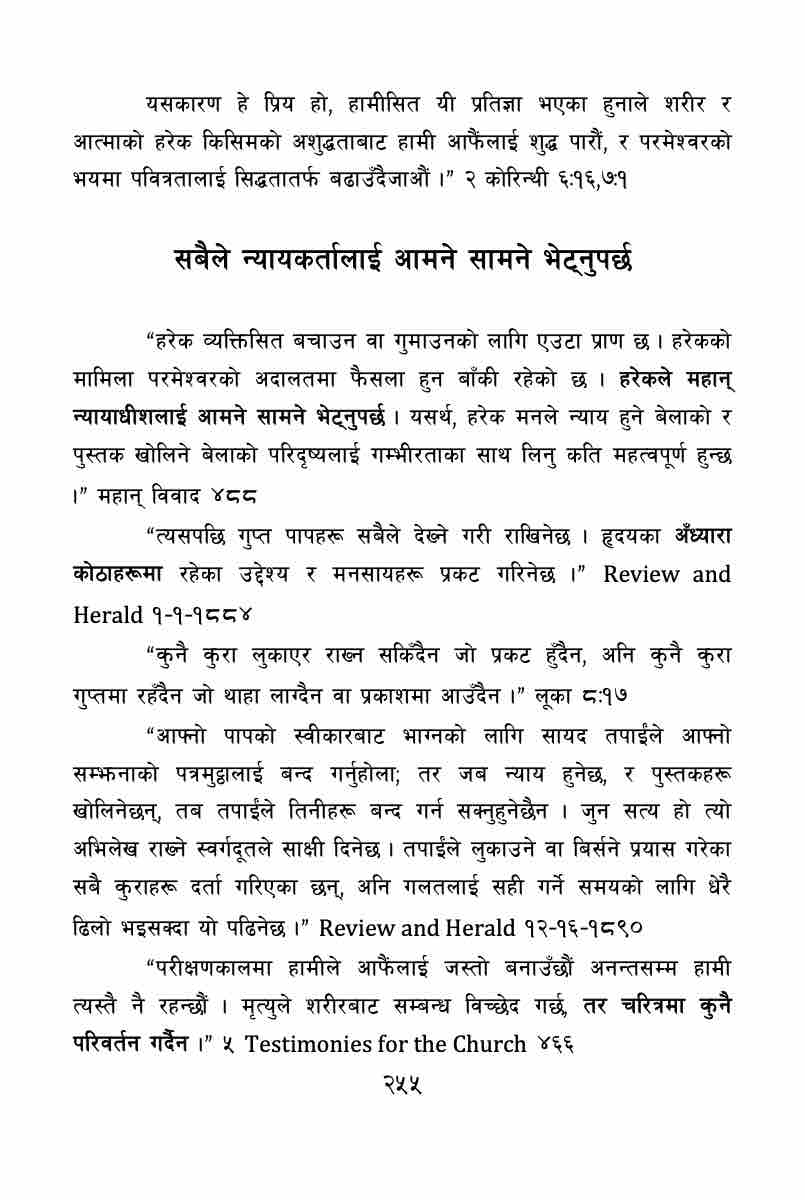 यसकारण हे प्रिय हो, हामीसित यी प्रतिज्ञा भएका हुनाले शरीर र
आत्माको हरेक किसिमको अशुद्धताबाट हामी आफैंलाई शुद्ध पारौं, र परमेश्वरको
भयमा पवित्रतालाई सिद्धतातर्फ बढाउँदैजाऔं ।” २ कोरिन्थी ६:१६,७:१
सबैले न्यायकर्तालाई आमने सामने भेट्नुपर्छ
“हरेक व्यक्तिसित बचाउन वा गुमाउनको लागि एउटा प्राण छ । हरेकको
मामिला परमेश्वरको अदालतमा फैसला हुन बाँकी रहेको छ । हरेकले महान्
न्यायाधीशलाई आमने सामने भेट्नुपर्छ । यसर्थ, हरेक मनले न्याय हुने बेलाको र
पुस्तक खोलिने बेलाको परिदृष्यलाई गम्भीरताका साथ लिनु कति महत्वपूर्ण हुन्छ
।” महान् विवाद ४८८
“त्यसपछि गुप्त पापहरू सबैले देख्ने गरी राखिनेछ । हृदयका अँध्यारा
कोठाहरूमा रहेका उद्देश्य र मनसायहरू प्रकट गरिनेछ ।” Review and
Herald १-१-१८८४
“कुनै कुरा लुकाएर राख्न सकिँदैन जो प्रकट हुँदैन, अनि कुनै कुरा
गुप्तमा रहँदैन जो थाहा लाग्दैन वा प्रकाशमा आउँदैन ।” लूका ८:१७
“आफ्नो पापको स्वीकारबाट भाग्नको लागि सायद तपाईंले आफ्नो
सम्झनाको पत्रमुट्ठालाई बन्द गर्नुहोला; तर जब न्याय हुनेछ, र पुस्तकहरू
खोलिनेछन्, तब तपाईंले तिनीहरू बन्द गर्न सक्नुहुनेछैन । जुन सत्य हो त्यो
अभिलेख राख्ने स्वर्गदूतले साक्षी दिनेछ । तपाईंले लुकाउने वा बिर्सने प्रयास गरेका
सबै कुराहरू दर्ता गरिएका छन्, अनि गलतलाई सही गर्ने समयको लागि धेरै
ढिलो भइसक्दा यो पढिनेछ ।” Review and Herald १२-१६-१८९०
“परीक्षणकालमा हामीले आफैंलाई जस्तो बनाउँछौं अनन्तसम्म हामी
त्यस्तै नै रहन्छौं । मृत्युले शरीरबाट सम्बन्ध विच्छेद गर्छ, तर चरित्रमा कुनै
परिवर्तन गर्दैन ।” ५ Testimonies for the Church ४६६
२५५